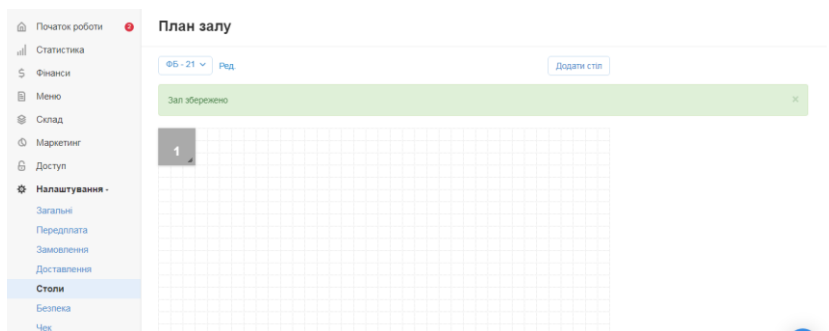 Початок роботи 2
Статистика
Фінанси
Меню
Склад
Маркетинг
Доступ
Налаштування -
Загальні
Передплата
Замовлення
Доставлення
Столи
Безпека
Чек
План залу
ФБ - 21 Ред.
Додати стіл
Зал збережено ×
1